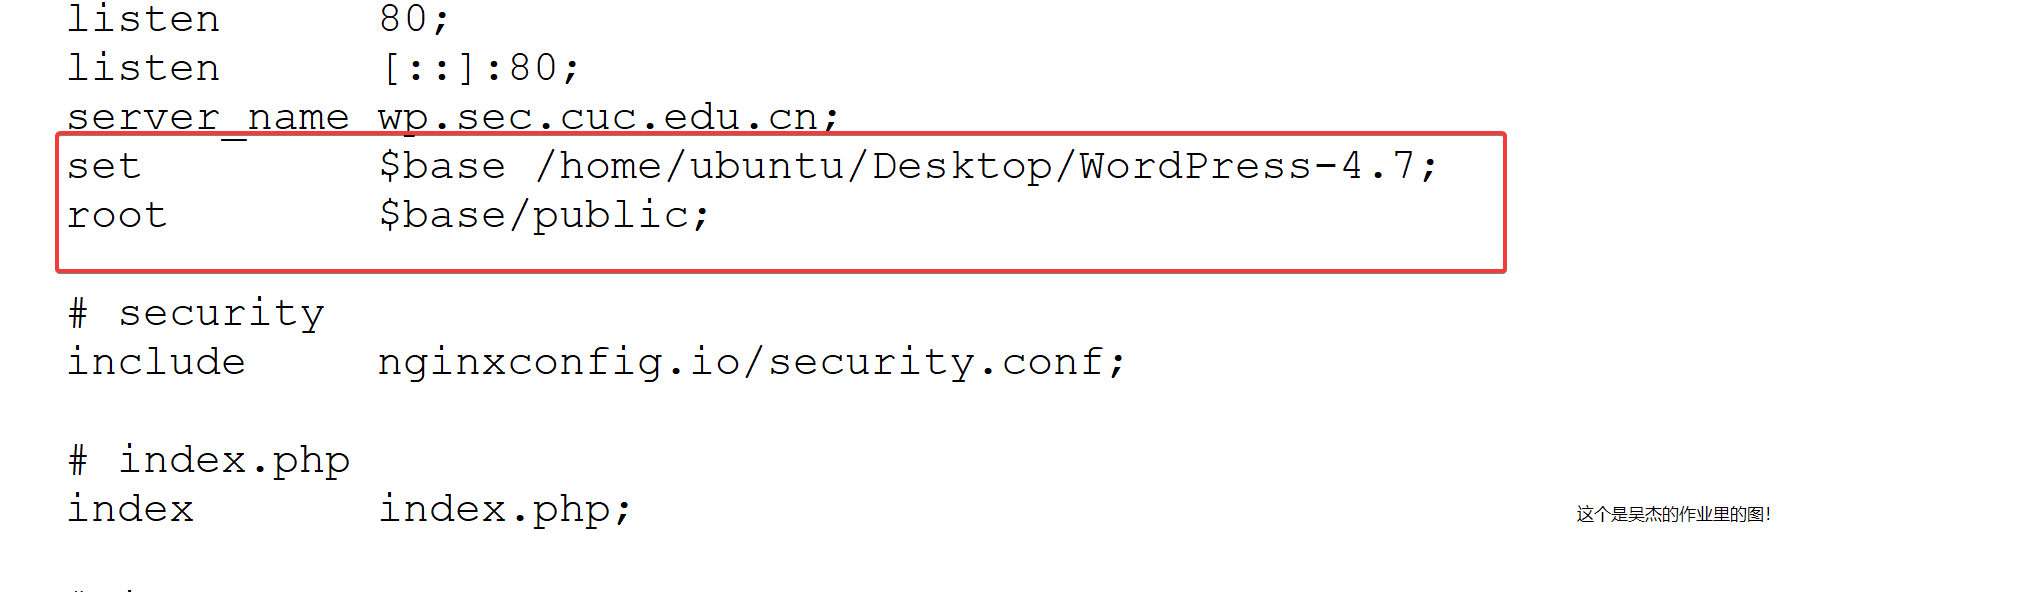 listen 80;
listen [::]:80;
server_name wp.sec.cuc.edu.cn;
set $base /home/ubuntu/Desktop/WordPress-4.7;
root $base/public;
# security
include nginxconfig.io/security.conf;
# index.php
index index.php;
这个是吴杰的作业里的图!